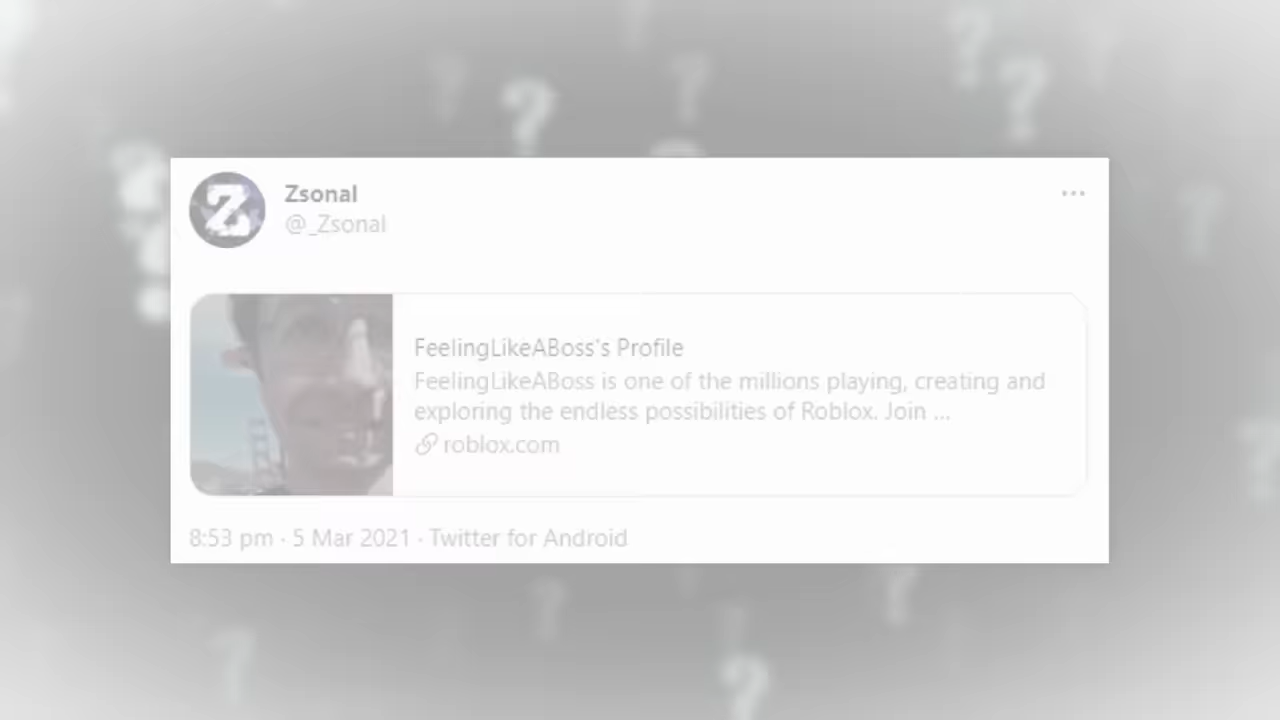 Z
Zsonal
@_Zsonal
FeelingLikeABoss's Profile
FeelingLikeABoss is one of the millions playing, creating and
exploring the endless possibilities of Roblox. Join ...
roblox.com
8:53 pm · 5 Mar 2021 · Twitter for Android